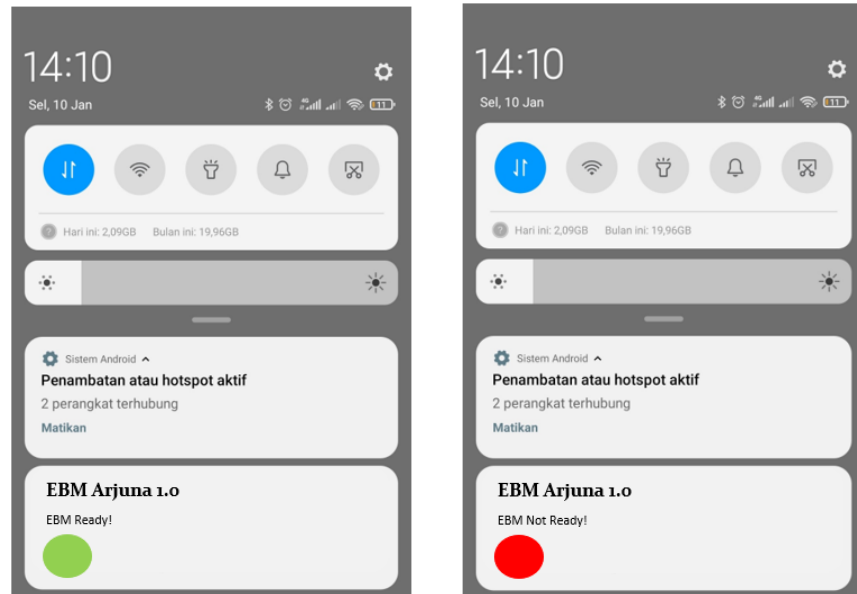 14:10
Sel, 10 Jan
4G
11
Hari ini: 2,09GB Bulan ini: 19,96GB
Sistem Android
Penambatan atau hotspot aktif
2 perangkat terhubung
Matikan
EBM Arjuna 1.0
EBM Ready!
14:10
Sel, 10 Jan
4G
11
Hari ini: 2,09GB Bulan ini: 19,96GB
Sistem Android
Penambatan atau hotspot aktif
2 perangkat terhubung
Matikan
EBM Arjuna 1.0
EBM Not Ready!